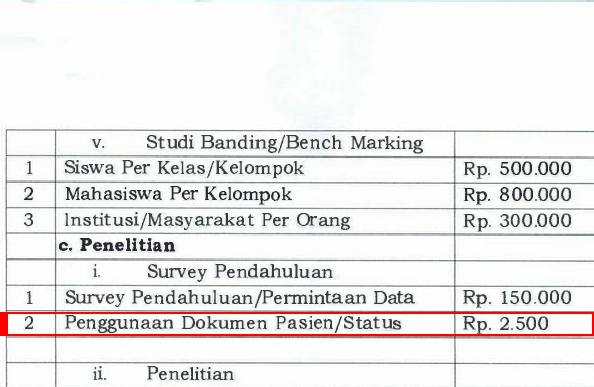 v. Studi Banding/Bench Marking
1 Siswa Per Kelas/Kelompok Rp. 500.000
2 Mahasiswa Per Kelompok Rp. 800.000
3 Institusi/Masyarakat Per Orang Rp. 300.000
c. Penelitian
i. Survey Pendahuluan
1 Survey Pendahuluan/Permintaan Data Rp. 150.000
2 Penggunaan Dokumen Pasien/Status Rp. 2.500
ii. Penelitian